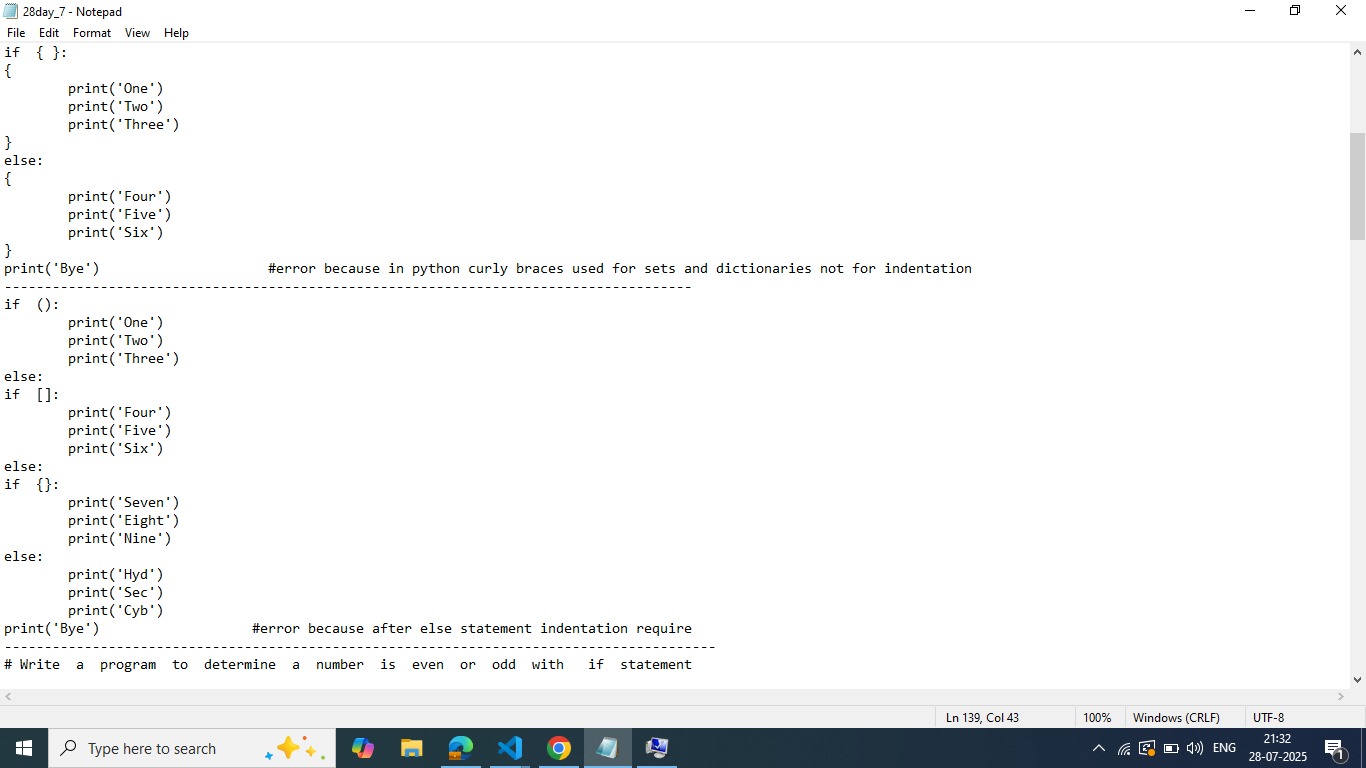 28day_7 - Notepad
File Edit Format View Help
if  { }:
{
        print('One')
        print('Two')
        print('Three')
}
else:
{
        print('Four')
        print('Five')
        print('Six')
}
print('Bye')                     #error because in python curly braces used for sets and dictionaries not for indentation
--------------------------------------------------------------------------------------
if  ():
        print('One')
        print('Two')
        print('Three')
else:
if  []:
        print('Four')
        print('Five')
        print('Six')
else:
if  {}:
        print('Seven')
        print('Eight')
        print('Nine')
else:
        print('Hyd')
        print('Sec')
        print('Cyb')
print('Bye')                   #error because after else statement indentation require
-----------------------------------------------------------------------------------------
# Write  a  program  to  determine  a  number  is  even  or  odd  with   if  statement
Ln 139, Col 43 100% Windows (CRLF) UTF-8
Type here to search
ENG
21:32
28-07-2025
1